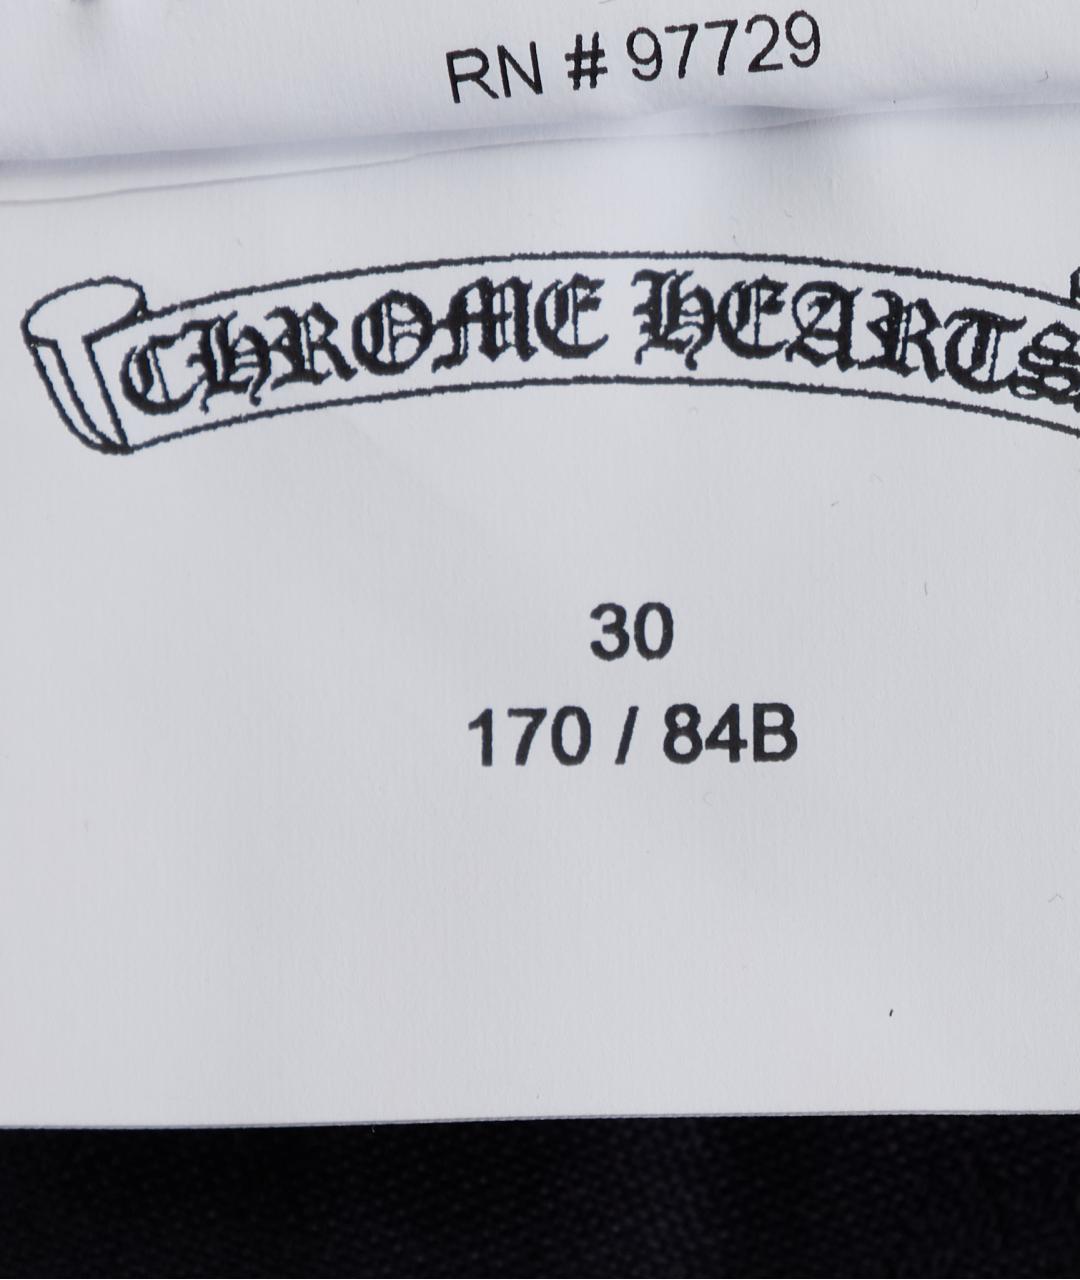 RN # 97729
CHROME HEARTS
30
170 / 84B